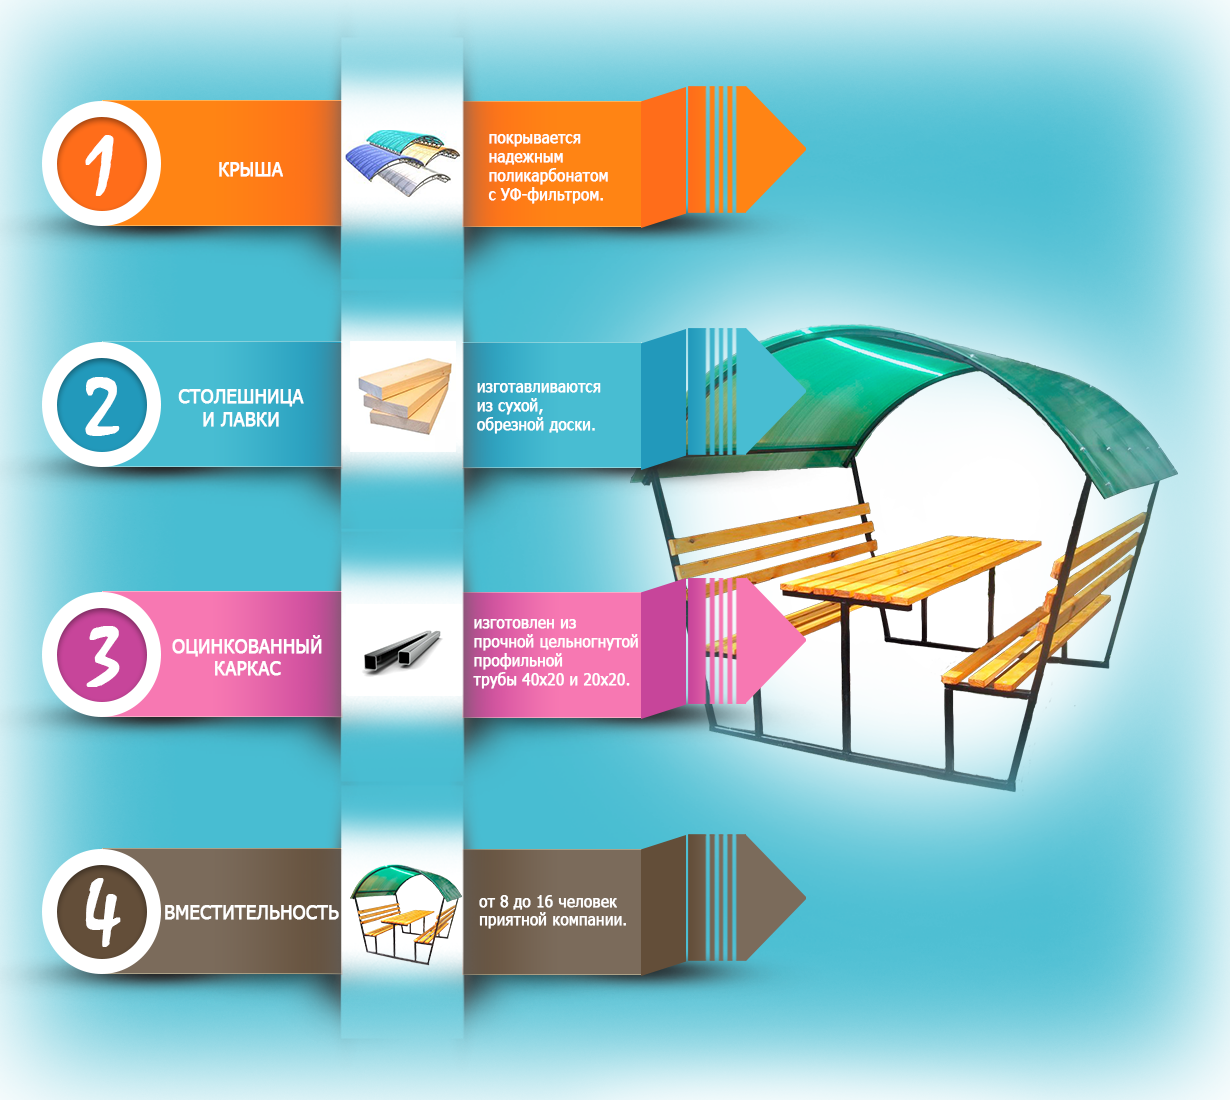 1
КРЫША
покрывается
надежным
поликарбонатом
с УФ-фильтром.
2
СТОЛЕШНИЦА
И ЛАВКИ
изготавливаются
из сухой,
обрезной доски.
3
ОЦИНКОВАННЫЙ
КАРКАС
изготовлен из
прочной цельногнутой
профильной
трубы 40х20 и 20х20.
4
ВМЕСТИТЕЛЬНОСТЬ
от 8 до 16 человек
приятной компании.